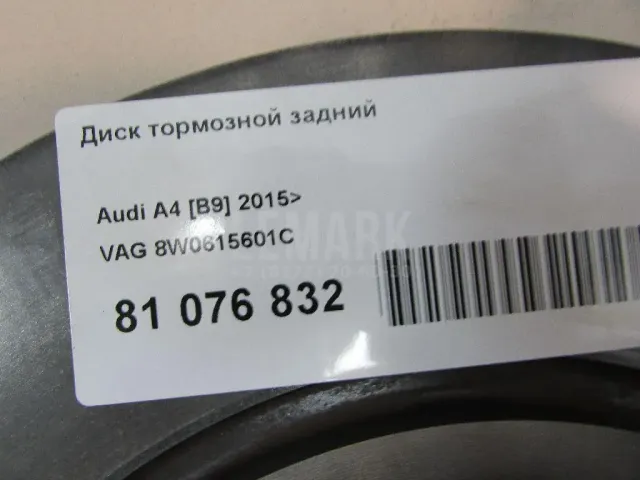 Диск тормозной задний
Audi A4 [B9] 2015>
VAG 8W0615601C
81 076 832